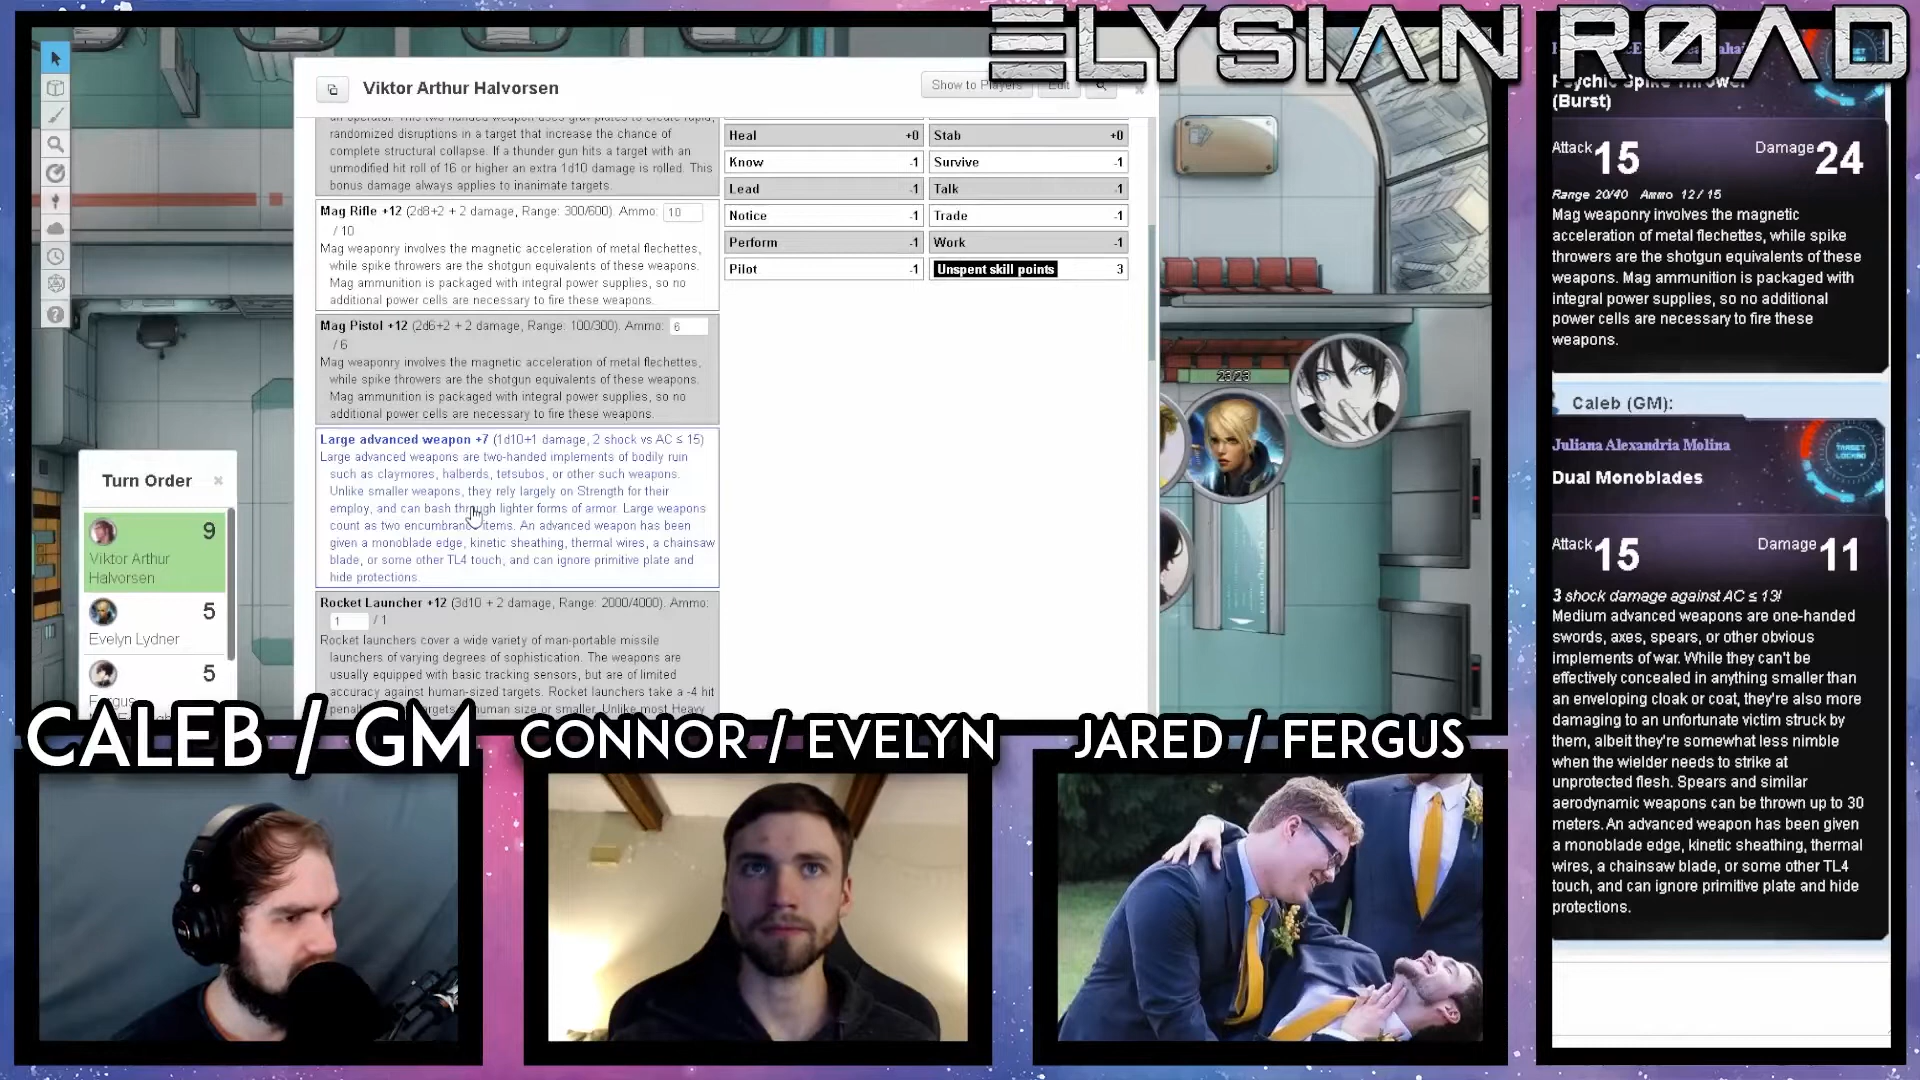 ELYSIAN ROAD
Viktor Arthur Halvorsen
Show to Players
Edit
randomized disruptions in a target that increase the chance of
complete structural collapse. If a thunder gun hits a target with an
unmodified hit roll of 16 or higher an extra 1d10 damage is rolled. This
bonus damage always applies to inanimate targets.
Mag Rifle +12 (2d8+2 + 2 damage, Range: 300/600). Ammo: 10
/ 10
Mag weaponry involves the magnetic acceleration of metal flechettes,
while spike throwers are the shotgun equivalents of these weapons.
Mag ammunition is packaged with integral power supplies, so no
additional power cells are necessary to fire these weapons.
Mag Pistol +12 (2d6+2 + 2 damage, Range: 100/300). Ammo: 6
/ 6
Mag weaponry involves the magnetic acceleration of metal flechettes,
while spike throwers are the shotgun equivalents of these weapons.
Mag ammunition is packaged with integral power supplies, so no
additional power cells are necessary to fire these weapons.
Large advanced weapon +7 (1d10+1 damage, 2 shock vs AC ≤ 15)
Large advanced weapons are two-handed implements of bodily ruin
such as claymores, halberds, tetsubos, or other such weapons.
Unlike smaller weapons, they rely largely on Strength for their
employ, and can bash through lighter forms of armor. Large weapons
count as two encumbrance items. An advanced weapon has been
given a monoblade edge, kinetic sheathing, thermal wires, a chainsaw
blade, or some other TL4 touch, and can ignore primitive plate and
hide protections.
Rocket Launcher +12 (3d10 + 2 damage, Range: 2000/4000). Ammo:
1 / 1
Rocket launchers cover a wide variety of man-portable missile
launchers of varying degrees of sophistication. The weapons are
usually equipped with basic tracking sensors, but are of limited
accuracy against human-sized targets. Rocket launchers take a -4 hit
human size or smaller. Unlike most Heavy
Heal +0
Stab +0
Know -1
Survive -1
Lead -1
Talk -1
Notice -1
Trade -1
Perform -1
Work -1
Pilot -1
Unspent skill points 3
23/23
Turn Order
9
Viktor Arthur
Halvorsen
5
Evelyn Lydner
5
Fergus
Psychic Spike Thrower
(Burst)
Attack 15
Damage 24
Range 20/40 Ammo 12 / 15
Mag weaponry involves the magnetic
acceleration of metal flechettes, while spike
throwers are the shotgun equivalents of these
weapons. Mag ammunition is packaged with
integral power supplies, so no additional
power cells are necessary to fire these
weapons.
Caleb (GM):
Juliana Alexandria Molina
TARGET
LOCKED
Dual Monoblades
Attack 15
Damage 11
3 shock damage against AC ≤ 13!
Medium advanced weapons are one-handed
swords, axes, spears, or other obvious
implements of war. While they can't be
effectively concealed in anything smaller than
an enveloping cloak or coat, they're also more
damaging to an unfortunate victim struck by
them, albeit they're somewhat less nimble
when the wielder needs to strike at
unprotected flesh. Spears and similar
aerodynamic weapons can be thrown up to 30
meters. An advanced weapon has been given
a monoblade edge, kinetic sheathing, thermal
wires, a chainsaw blade, or some other TL4
touch, and can ignore primitive plate and hide
protections.
CALEB / GM
CONNOR / EVELYN
JARED / FERGUS